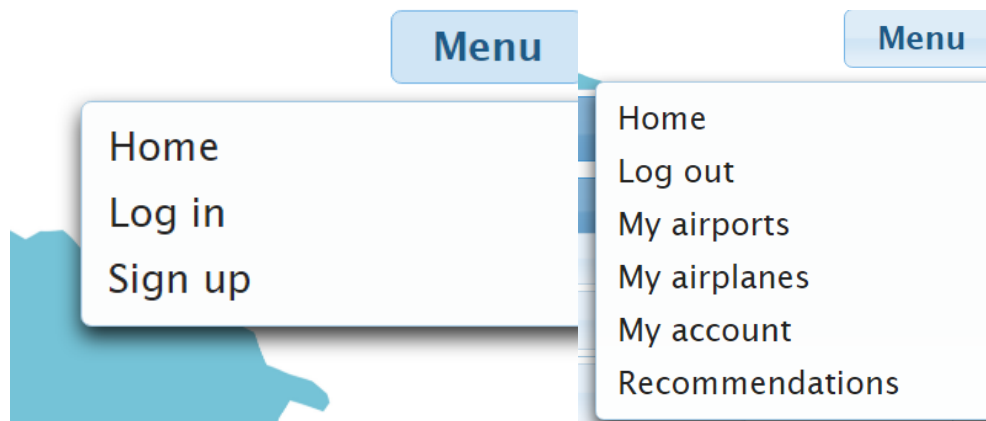 Menu
Home
Log in
Sign up
Menu
Home
Log out
My airports
My airplanes
My account
Recommendations